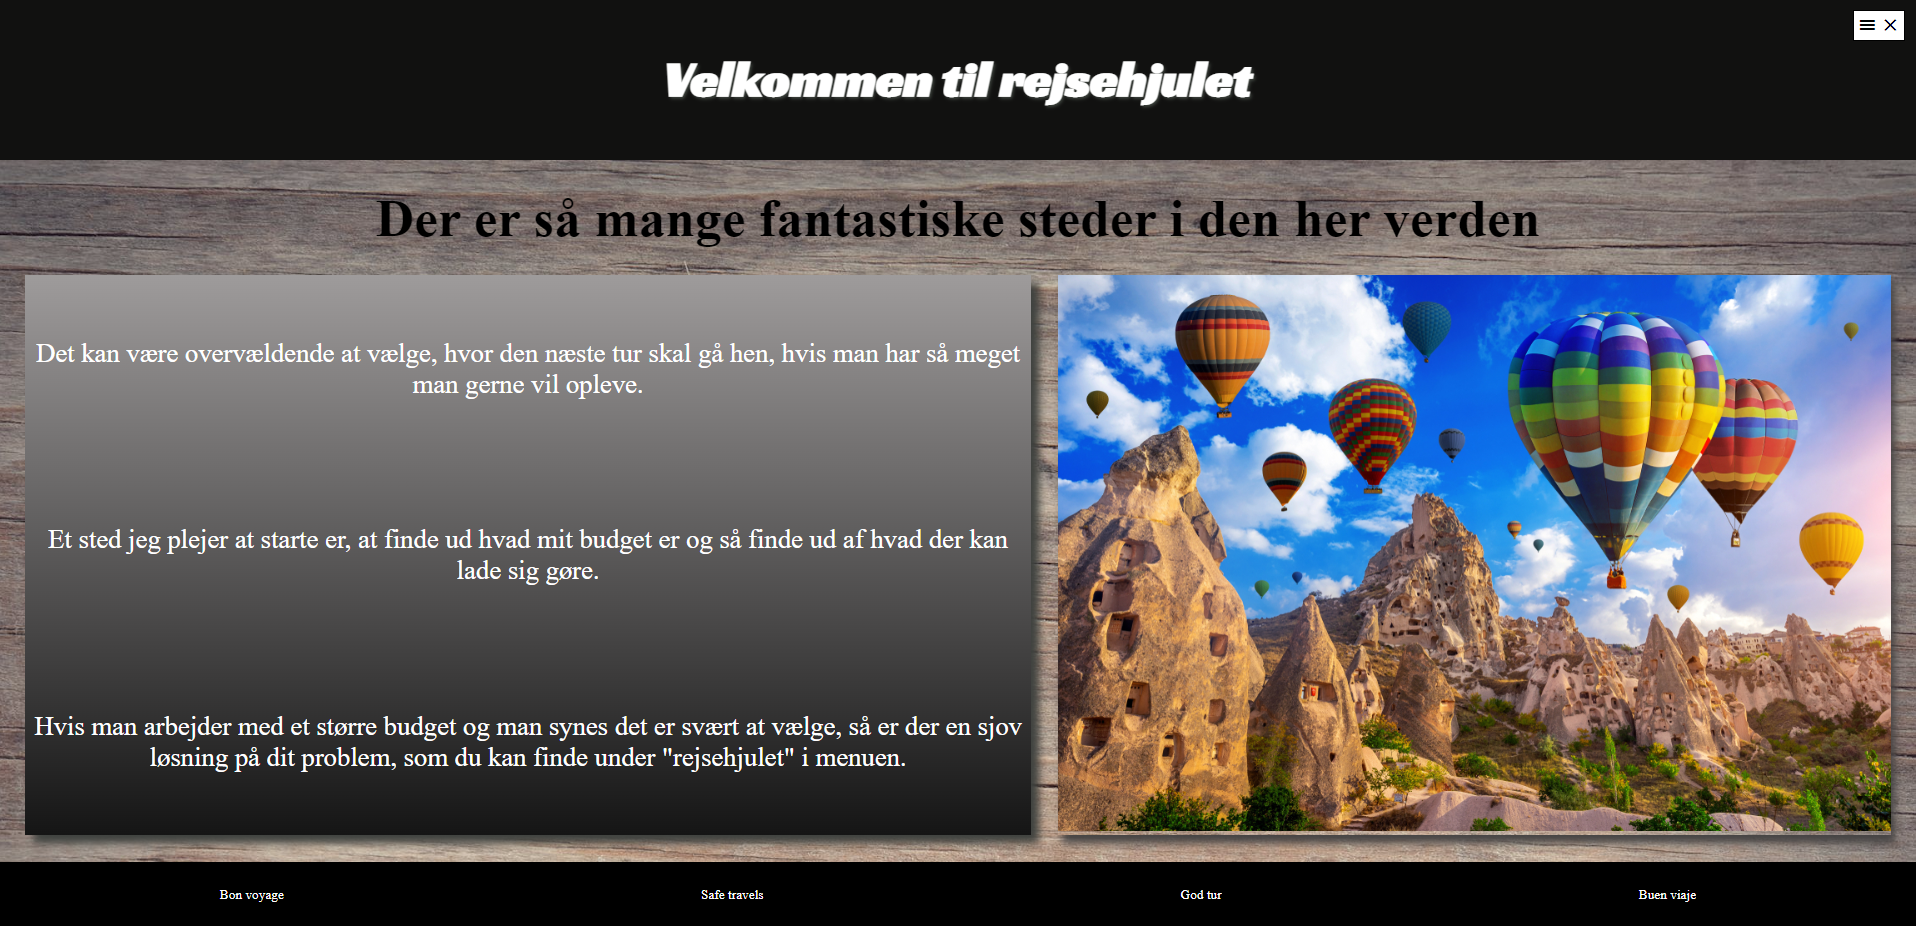 Velkommen til rejsehjulet
Der er så mange fantastiske steder i den her verden
Det kan være overvældende at vælge, hvor den næste tur skal gå hen, hvis man har så meget
man gerne vil opleve.
Et sted jeg plejer at starte er, at finde ud hvad mit budget er og så finde ud af hvad der kan
lade sig gøre.
Hvis man arbejder med et større budget og man synes det er svært at vælge, så er der en sjov
løsning på dit problem, som du kan finde under "rejsehjulet" i menuen.
Bon voyage
Safe travels
God tur
Buen viaje